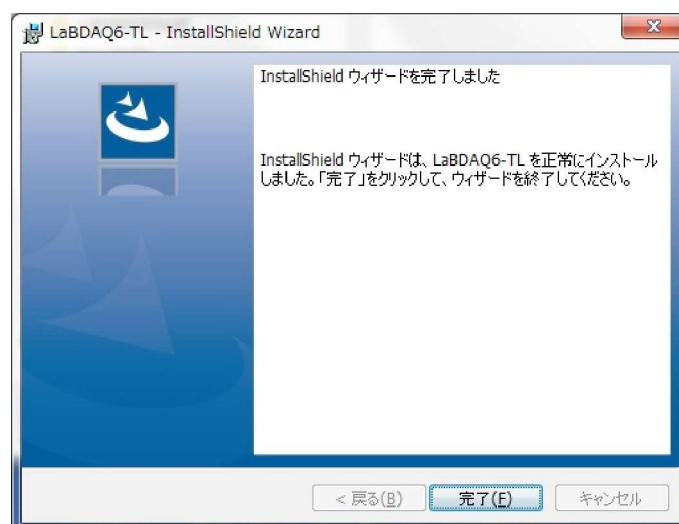 LaBDAQ6-TL - InstallShield Wizard
InstallShield ウィザードを完了しました
InstallShield ウィザードは、LaBDAQ6-TL を正常にインストール
しました。「完了」をクリックして、ウィザードを終了してください。
< 戻る(B) 完了(F) キャンセル